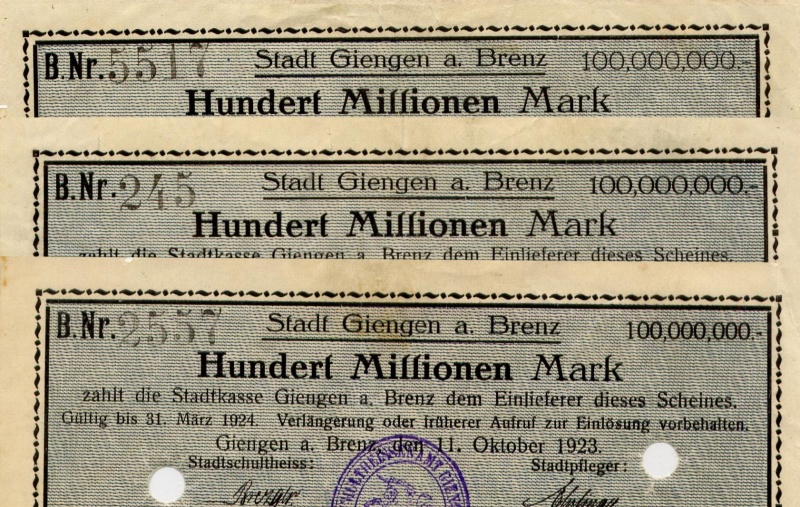 B.Nr. 5517 Stadt Giengen a. Brenz 100,000,000.-
Hundert Millionen Mark
B.Nr. 245 Stadt Giengen a. Brenz 100,000,000.-
Hundert Millionen Mark
zahlt die Stadtkasse Giengen a. Brenz dem Einlieferer dieses Scheines.
B.Nr. 2557 Stadt Giengen a. Brenz 100,000,000.-
Hundert Millionen Mark
zahlt die Stadtkasse Giengen a. Brenz dem Einlieferer dieses Scheines.
Gültig bis 31. März 1924. Verlängerung oder früherer Aufruf zur Einlösung vorbehalten.
Giengen a. Brenz, den 11. Oktober 1923.
Stadtschultheiss: Stadtpfleger: